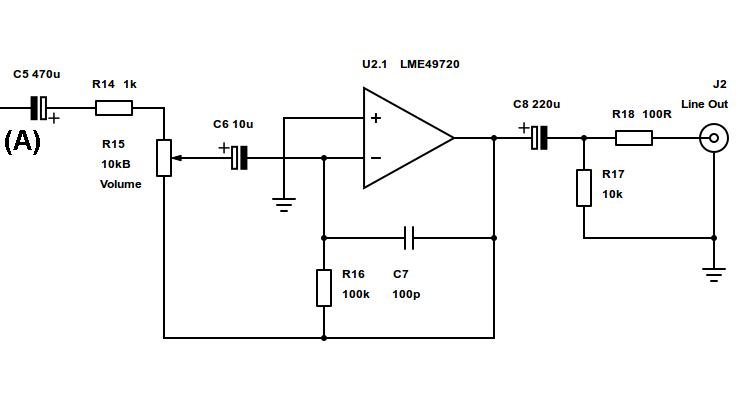 U2.1 LME49720
C5 470u
R14 1k
J2
Line Out
C8 220u
R18 100R
(A)
C6 10u
R15
10kB
Volume
+
+
+
+
−
R17
10k
R16
100k
C7
100p